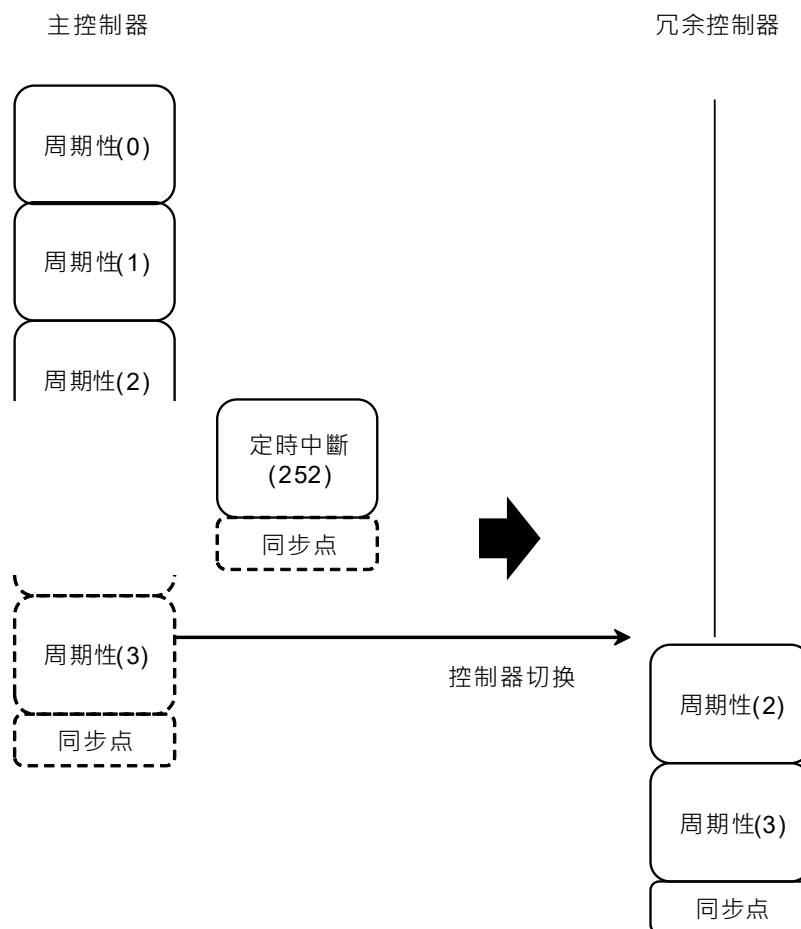 主控制器
冗余控制器
周期性(0)
周期性(1)
周期性(2)
定時中斷
(252)
同步点
周期性(3)
控制器切换
同步点
周期性(2)
周期性(3)
同步点